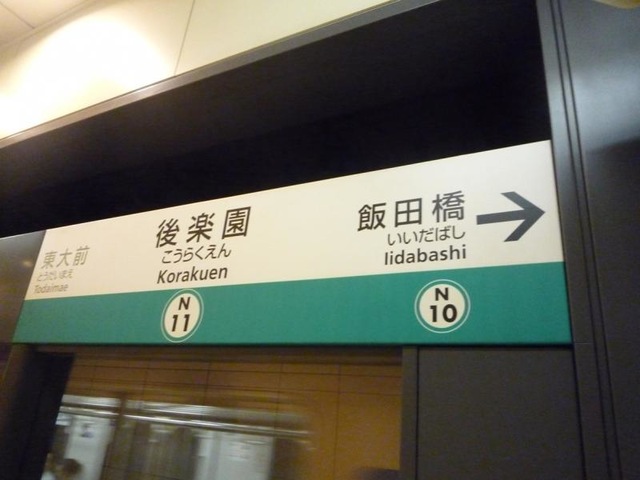 東大前
とうだいまえ
Todaimae
後楽園
こうらくえん
Korakuen
N
11
飯田橋
いいだばし
Iidabashi
N
10